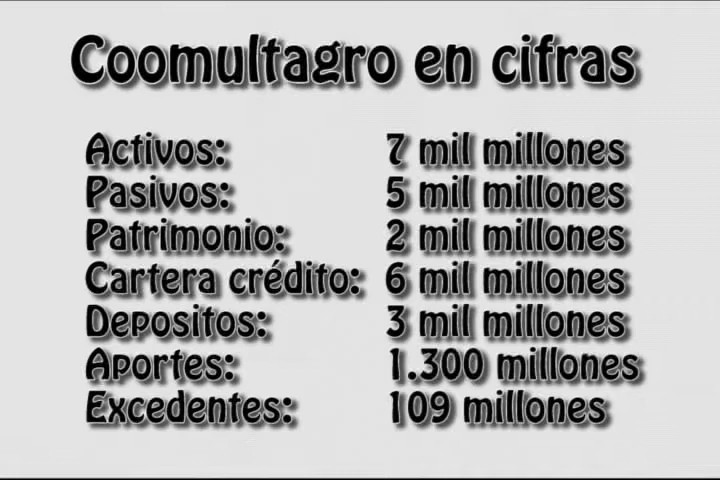 Coomultagro en cifras
Activos: 7 mil millones
Pasivos: 5 mil millones
Patrimonio: 2 mil millones
Cartera crédito: 6 mil millones
Depositos: 3 mil millones
Aportes: 1.300 millones
Excedentes: 109 millones